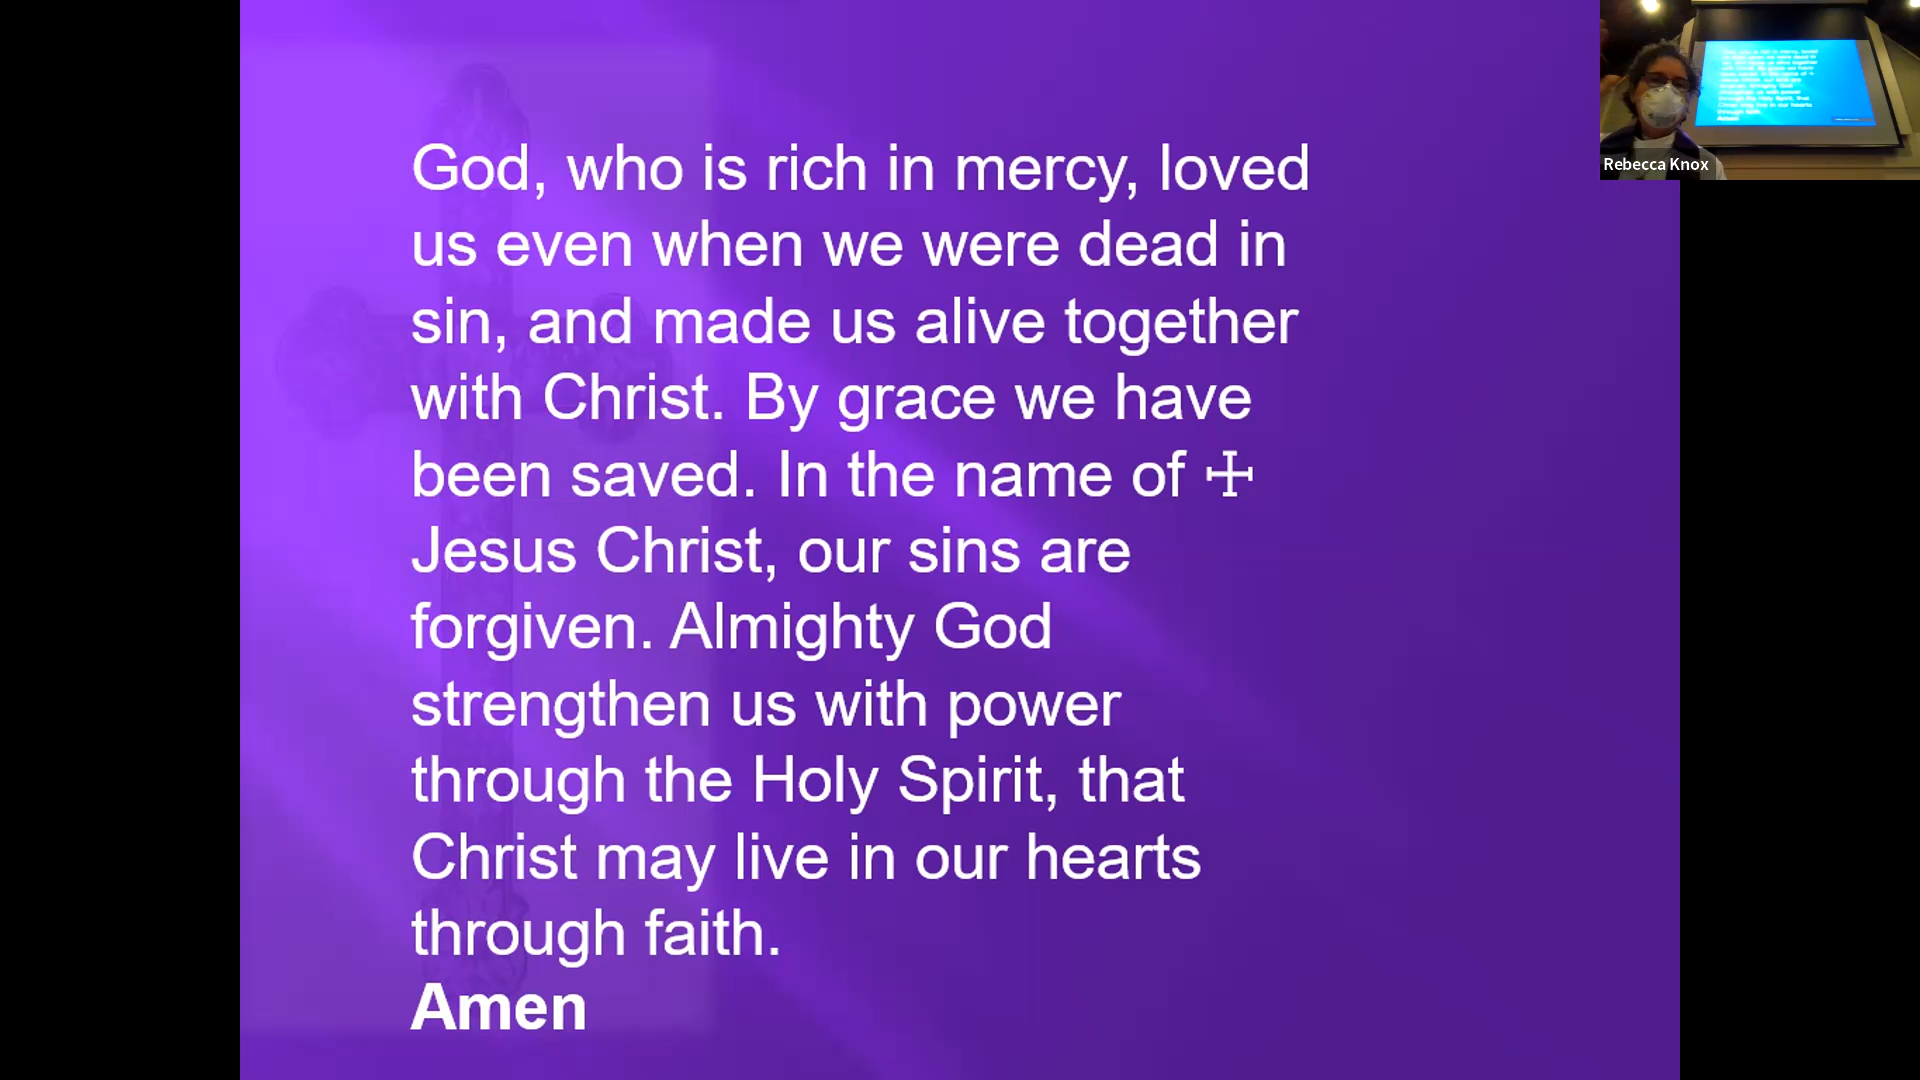 God, who is rich in mercy, loved
us even when we were dead in
sin, and made us alive together
with Christ. By grace we have
been saved. In the name of ☩
Jesus Christ, our sins are
forgiven. Almighty God
strengthen us with power
through the Holy Spirit, that
Christ may live in our hearts
through faith.
Amen
Rebecca Knox